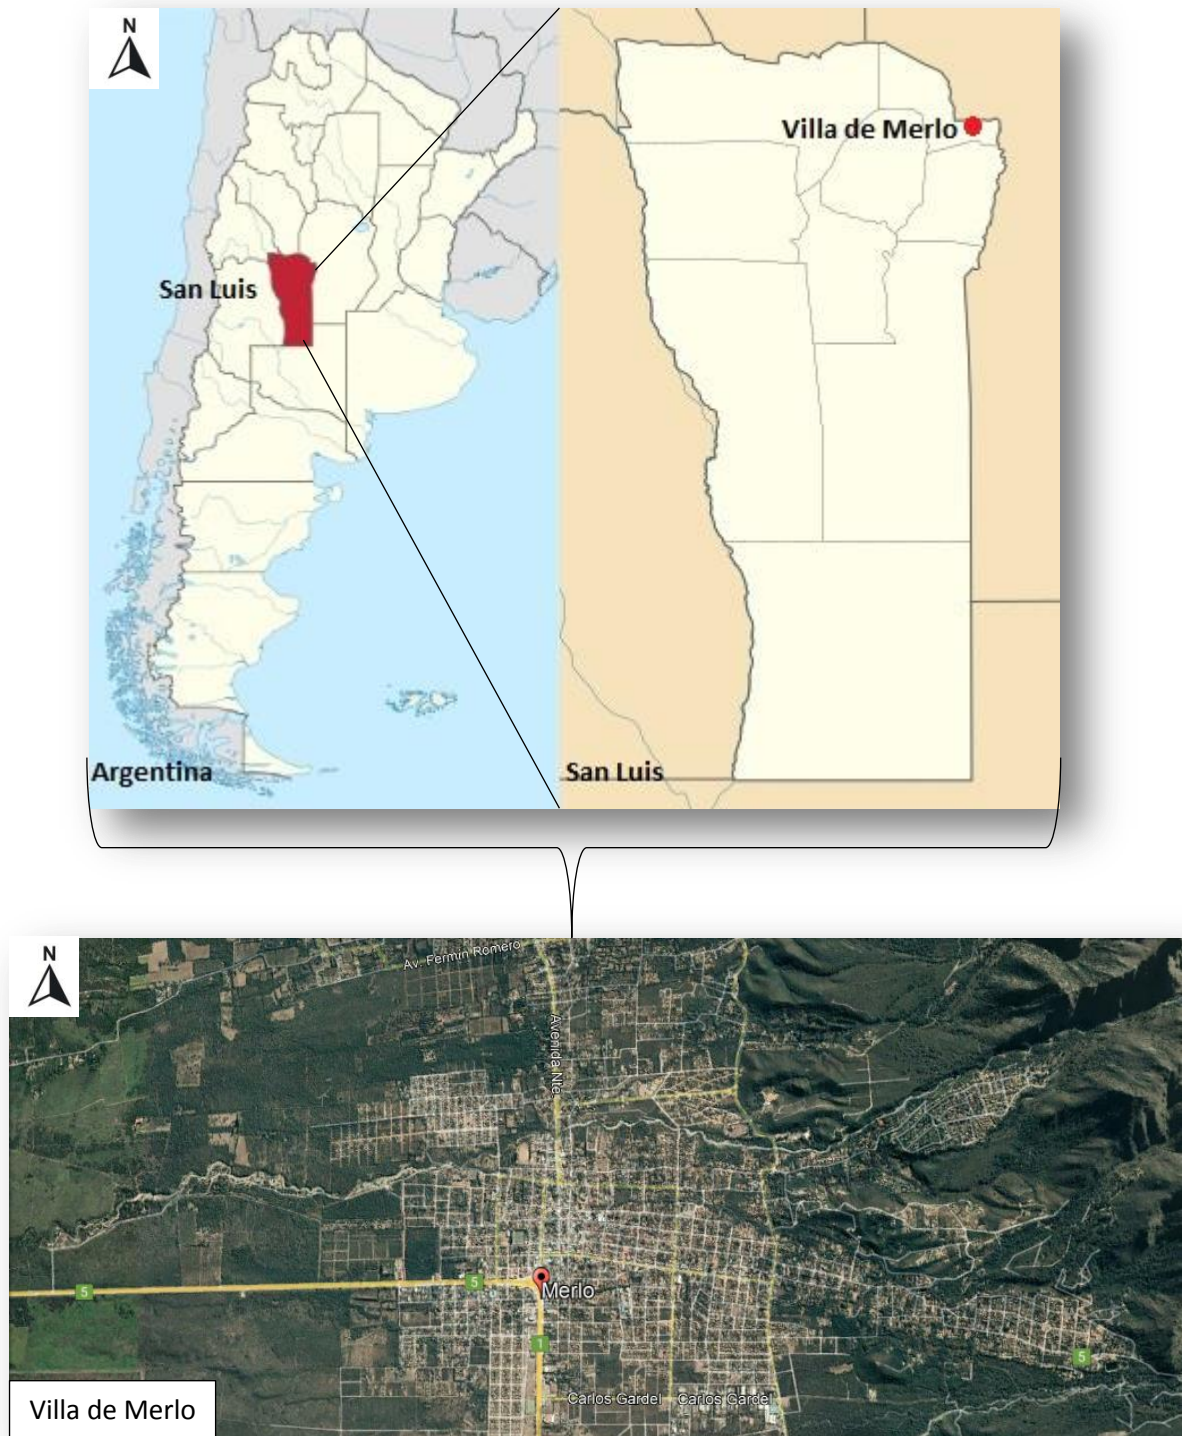 N
Villa de Merlo
San Luis
Argentina
San Luis
N
Av. Fermin Romero
Avenida Nte.
5
5
Merlo
1
5
Carlos Gardel
Carlos Gardel
Villa de Merlo